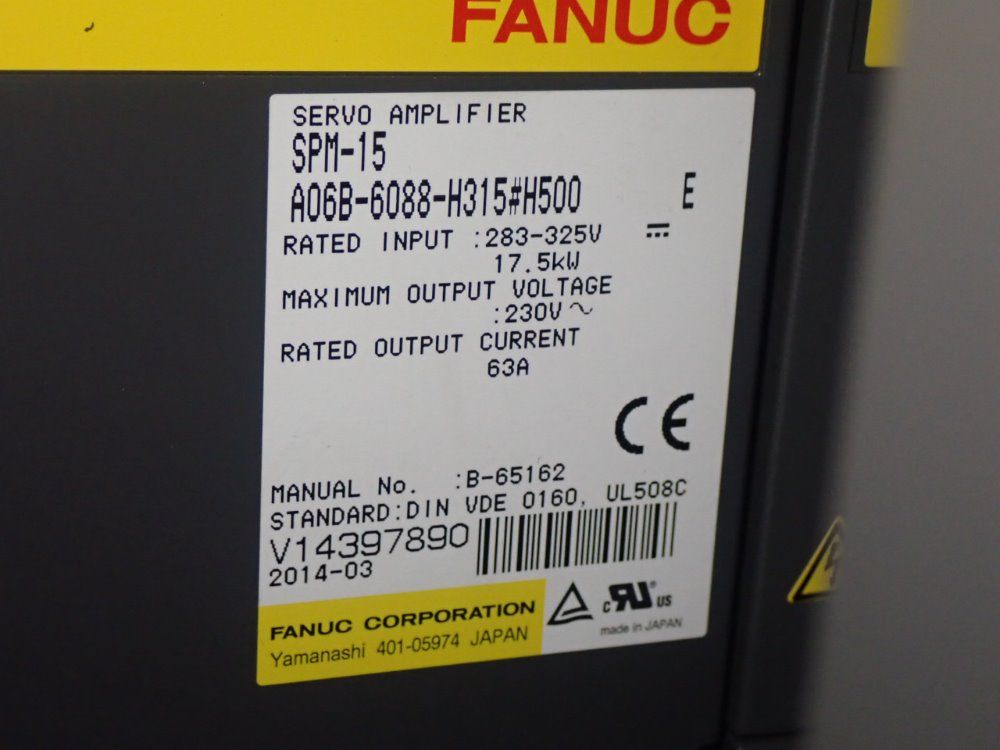 FANUC
SERVO AMPLIFIER
SPM-15
A06B-6088-H315#H500 E
RATED INPUT :283-325V ⎓
17.5kW
MAXIMUM OUTPUT VOLTAGE
:230V ~
RATED OUTPUT CURRENT
63A
CE
MANUAL No. :B-65162
STANDARD:DIN VDE 0160, UL508C
V14397890
2014-03
FANUC CORPORATION
Yamanashi 401-05974 JAPAN
c RU® US
made in JAPAN